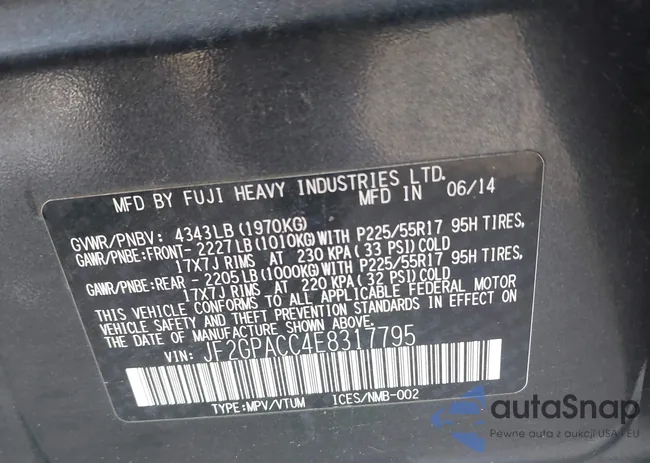 MFD BY FUJI HEAVY INDUSTRIES LTD.
MFD IN 06/14
GVWR/PNBV: 4343LB (1970KG)
GAWR/PNBE:FRONT- 2227LB(1010KG) WITH P225/55R17 95H TIRES,
17X7J RIMS AT 230 KPA (33 PSI)COLD
GAWR/PNBE:REAR - 2205LB(1000KG) WITH P225/55R17 95H TIRES,
17X7J RIMS AT 220 KPA (32 PSI)COLD
THIS VEHICLE CONFORMS TO ALL APPLICABLE FEDERAL MOTOR
VEHICLE SAFETY AND THEFT PREVENTION STANDARDS IN EFFECT ON
THE DATE OF MANUFACTURE SHOWN ABOVE.
VIN: JF2GPACC4E8317795
TYPE:MPV/VTUM ICES/NMB-002
autaSnap
Pewne auta z aukcji USA i EU